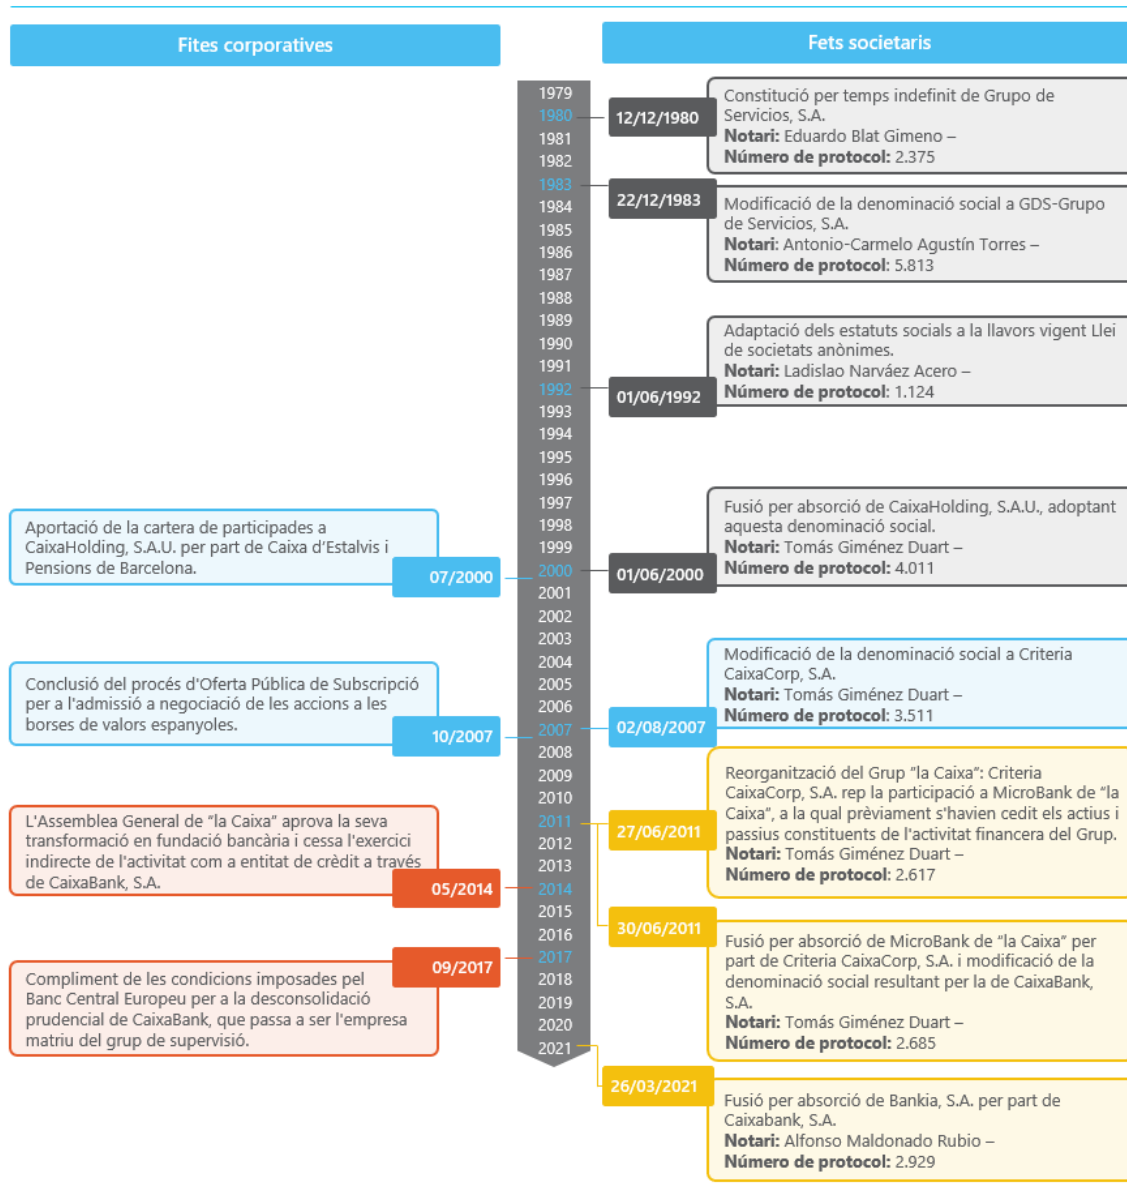 Fites corporatives
Fets societaris
1979
1980
1981
1982
1983
1984
1985
1986
1987
1988
1989
1990
1991
1992
1993
1994
1995
1996
1997
1998
1999
2000
2001
2002
2003
2004
2005
2006
2007
2008
2009
2010
2011
2012
2013
2014
2015
2016
2017
2018
2019
2020
2021
Aportació de la cartera de participades a
CaixaHolding, S.A.U. per part de Caixa d'Estalvis i
Pensions de Barcelona.
07/2000
Conclusió del procés d'Oferta Pública de Subscripció
per a l'admissió a negociació de les accions a les
borses de valors espanyoles.
10/2007
L'Assemblea General de "la Caixa" aprova la seva
transformació en fundació bancària i cessa l'exercici
indirecte de l'activitat com a entitat de crèdit a través
de CaixaBank, S.A.
05/2014
09/2017
Compliment de les condicions imposades pel
Banc Central Europeu per a la desconsolidació
prudencial de CaixaBank, que passa a ser l'empresa
matriu del grup de supervisió.
12/12/1980
Constitució per temps indefinit de Grupo de
Servicios, S.A.
Notari: Eduardo Blat Gimeno –
Número de protocol: 2.375
22/12/1983
Modificació de la denominació social a GDS-Grupo
de Servicios, S.A.
Notari: Antonio-Carmelo Agustín Torres –
Número de protocol: 5.813
Adaptació dels estatuts socials a la llavors vigent Llei
de societats anònimes.
Notari: Ladislao Narváez Acero –
Número de protocol: 1.124
01/06/1992
Fusió per absorció de CaixaHolding, S.A.U., adoptant
aquesta denominació social.
Notari: Tomás Giménez Duart –
Número de protocol: 4.011
01/06/2000
Modificació de la denominació social a Criteria
CaixaCorp, S.A.
Notari: Tomás Giménez Duart –
Número de protocol: 3.511
02/08/2007
Reorganització del Grup "la Caixa": Criteria
CaixaCorp, S.A. rep la participació a MicroBank de "la
Caixa", a la qual prèviament s'havien cedit els actius i
passius constituents de l'activitat financera del Grup.
Notari: Tomás Giménez Duart –
Número de protocol: 2.617
27/06/2011
30/06/2011
Fusió per absorció de MicroBank de "la Caixa" per
part de Criteria CaixaCorp, S.A. i modificació de la
denominació social resultant per la de CaixaBank,
S.A.
Notari: Tomás Giménez Duart –
Número de protocol: 2.685
26/03/2021
Fusió per absorció de Bankia, S.A. per part de
Caixabank, S.A.
Notari: Alfonso Maldonado Rubio –
Número de protocol: 2.929